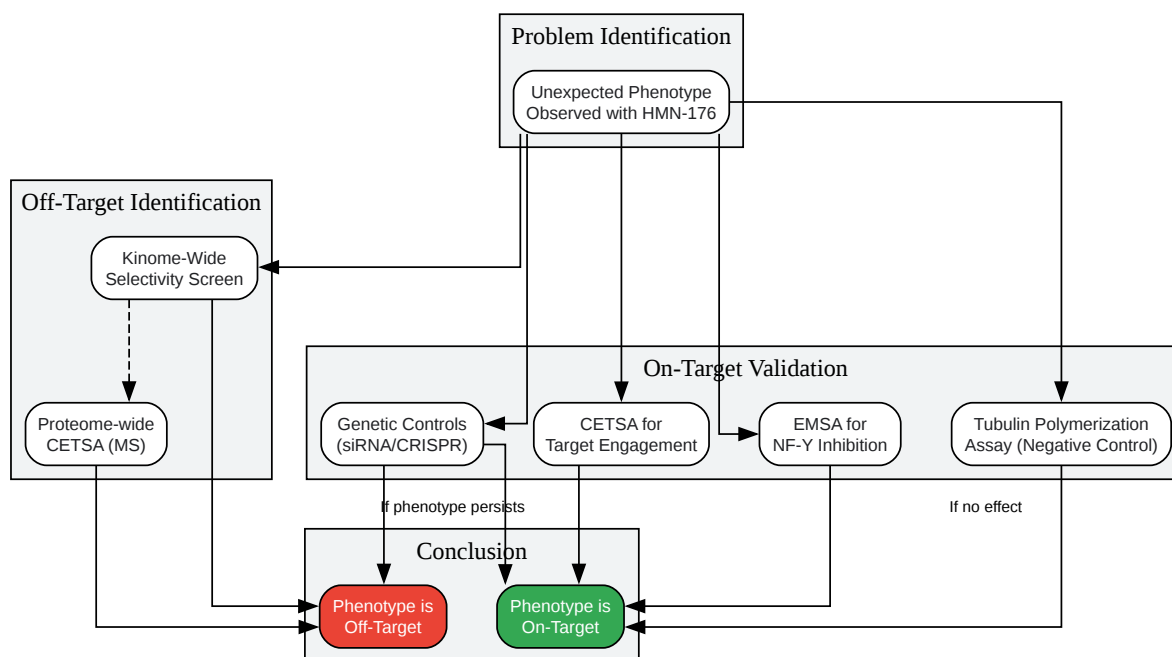 Problem Identification
Unexpected Phenotype
Observed with HMN-176
Off-Target Identification
Kinome-Wide
Selectivity Screen
Proteome-wide
CETSA (MS)
On-Target Validation
Genetic Controls
(siRNA/CRISPR)
CETSA for
Target Engagement
EMSA for
NF-Y Inhibition
Tubulin Polymerization
Assay (Negative Control)
If phenotype persists
If no effect
Conclusion
Phenotype is
Off-Target
Phenotype is
On-Target